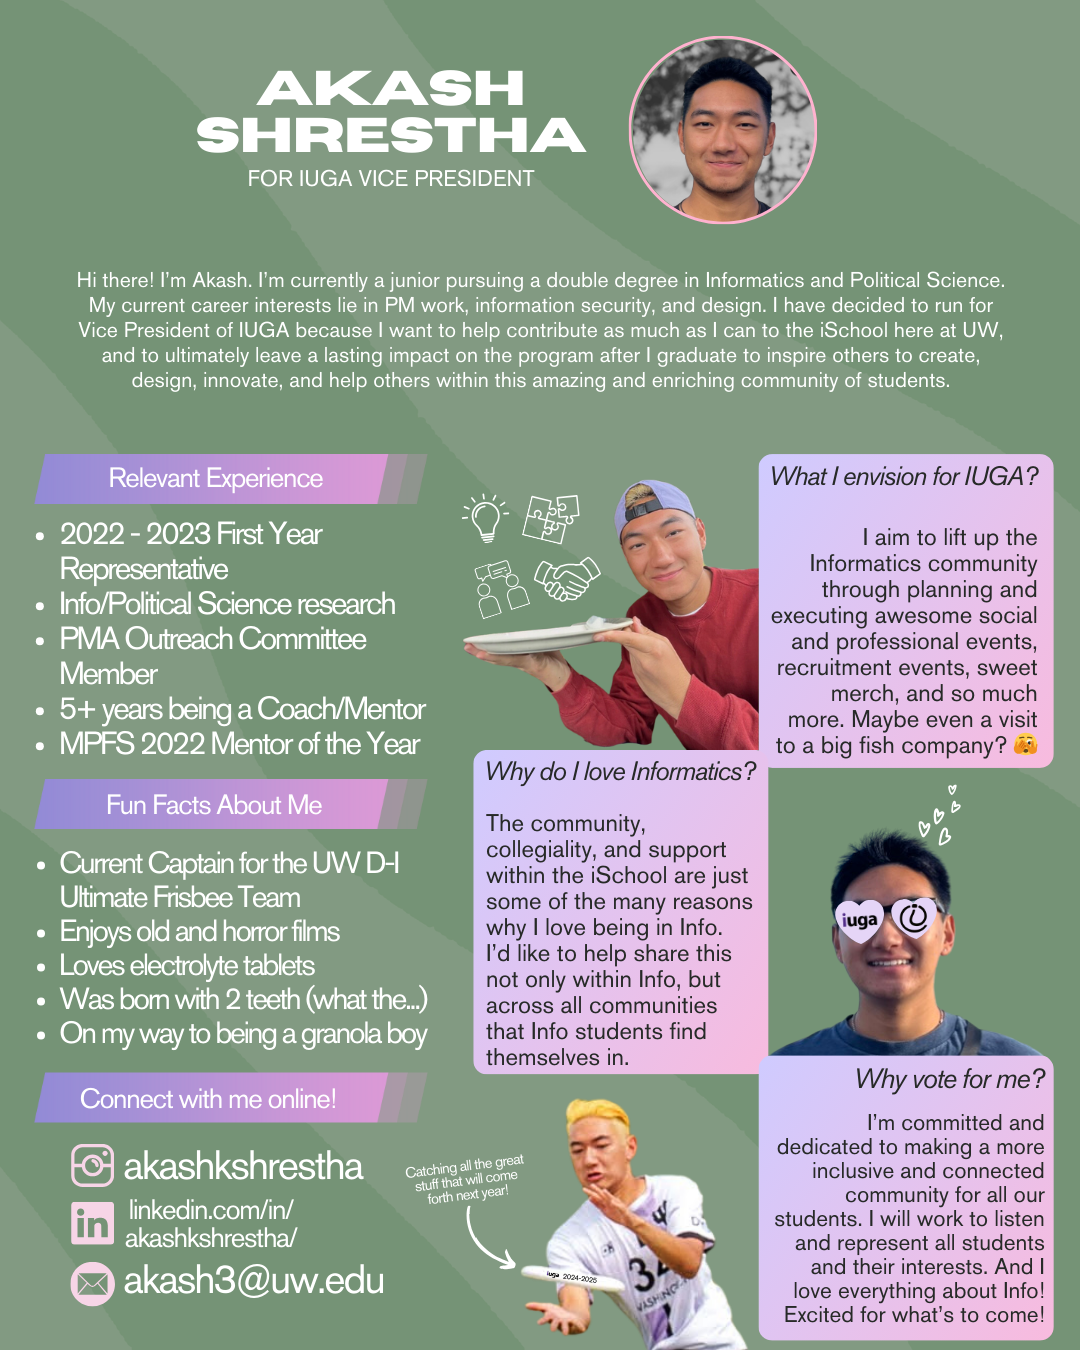 AKASH
SHRESTHA
FOR IUGA VICE PRESIDENT
Hi there! I'm Akash. I'm currently a junior pursuing a double degree in Informatics and Political Science.
My current career interests lie in PM work, information security, and design. I have decided to run for
Vice President of IUGA because I want to help contribute as much as I can to the iSchool here at UW,
and to ultimately leave a lasting impact on the program after I graduate to inspire others to create,
design, innovate, and help others within this amazing and enriching community of students.
Relevant Experience
• 2022 - 2023 First Year
Representative
• Info/Political Science research
• PMA Outreach Committee
Member
• 5+ years being a Coach/Mentor
• MPFS 2022 Mentor of the Year
Fun Facts About Me
• Current Captain for the UW D-I
Ultimate Frisbee Team
• Enjoys old and horror films
• Loves electrolyte tablets
• Was born with 2 teeth (what the...)
• On my way to being a granola boy
Connect with me online!
akashkshrestha
in
linkedin.com/in/
akashkshrestha/
akash3@uw.edu
What I envision for IUGA?
I aim to lift up the
Informatics community
through planning and
executing awesome social
and professional events,
recruitment events, sweet
merch, and so much
more. Maybe even a visit
to a big fish company? 🫣
Why do I love Informatics?
The community,
collegiality, and support
within the iSchool are just
some of the many reasons
why I love being in Info.
I'd like to help share this
not only within Info, but
across all communities
that Info students find
themselves in.
iuga
i
Why vote for me?
I'm committed and
dedicated to making a more
inclusive and connected
community for all our
students. I will work to listen
and represent all students
and their interests. And I
love everything about Info!
Excited for what's to come!
Catching all the great
stuff that will come
forth next year!
iuga 2024-2025
34